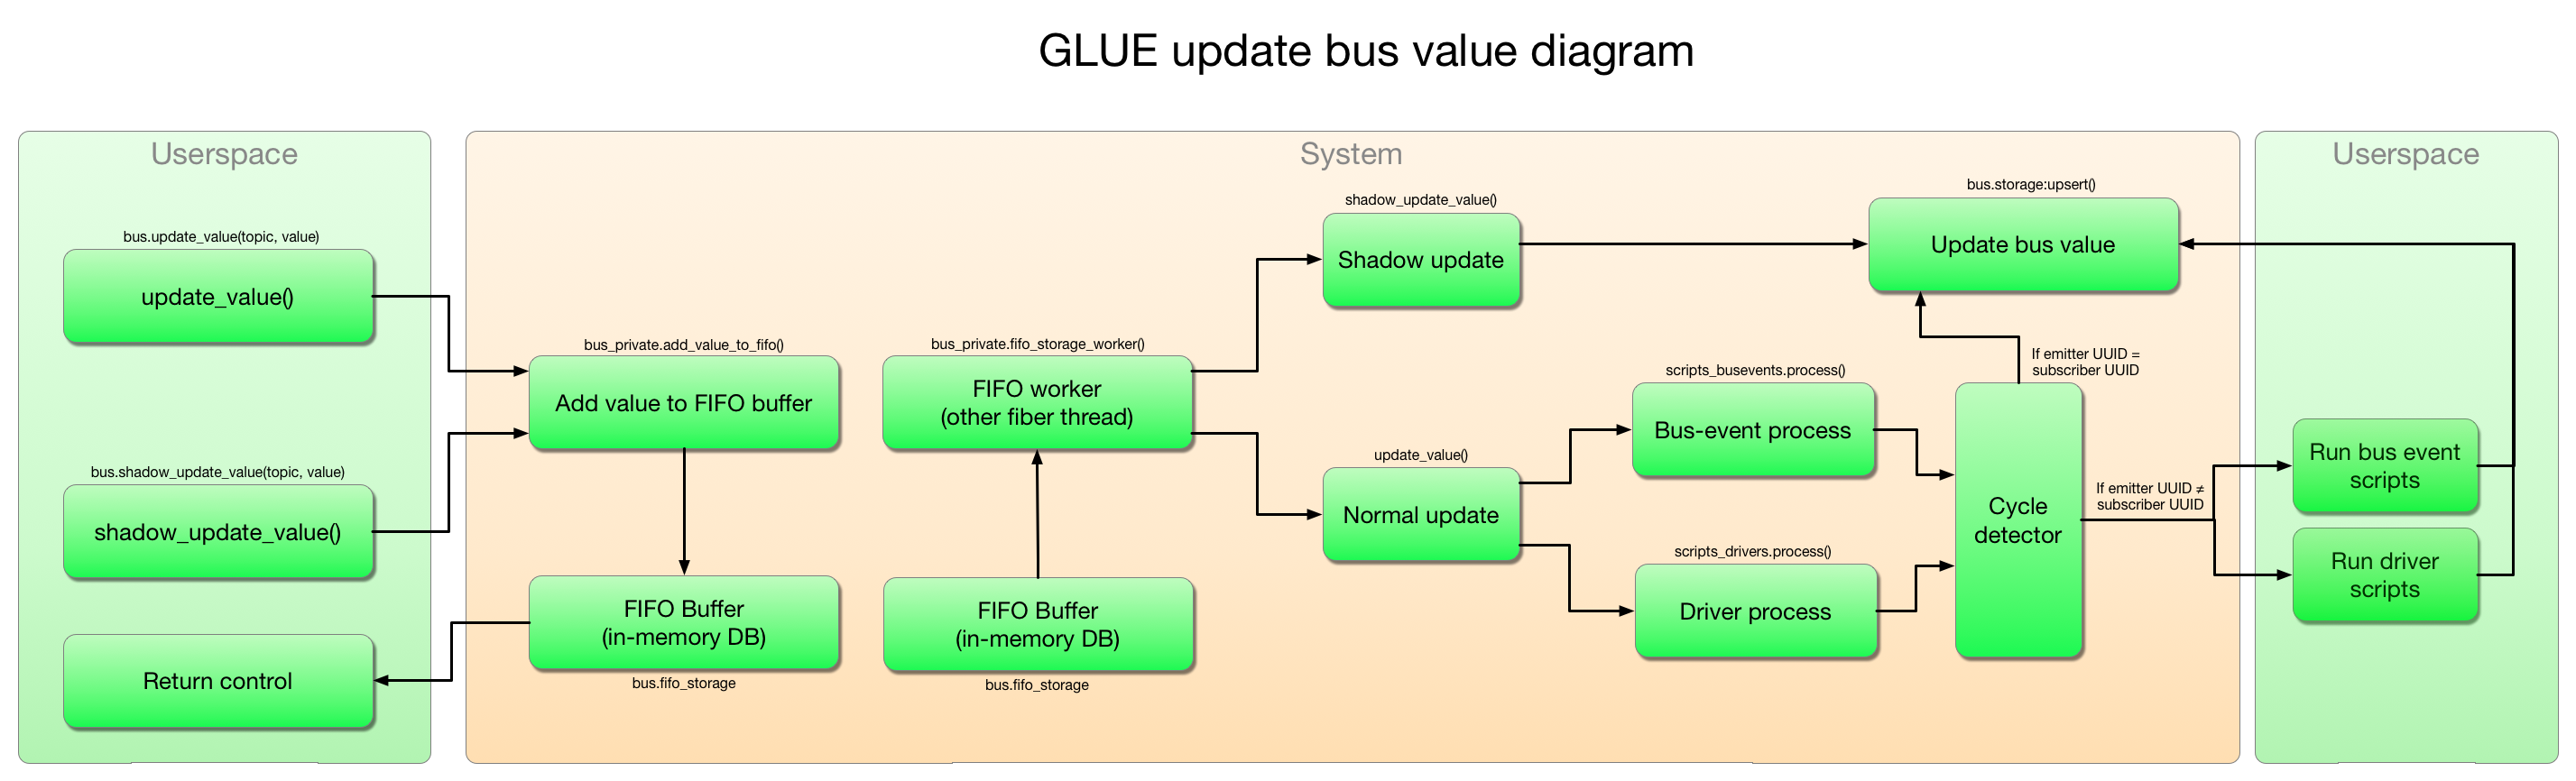 GLUE update bus value diagram
Userspace
bus.update_value(topic, value)
update_value()
bus.shadow_update_value(topic, value)
shadow_update_value()
Return control
System
bus_private.add_value_to_fifo()
Add value to FIFO buffer
FIFO Buffer
(in-memory DB)
bus.fifo_storage
bus_private.fifo_storage_worker()
FIFO worker
(other fiber thread)
FIFO Buffer
(in-memory DB)
bus.fifo_storage
shadow_update_value()
Shadow update
update_value()
Normal update
scripts_busevents.process()
Bus-event process
scripts_drivers.process()
Driver process
bus.storage:upsert()
Update bus value
If emitter UUID =
subscriber UUID
Cycle
detector
If emitter UUID ≠
subscriber UUID
Userspace
Run bus event
scripts
Run driver
scripts